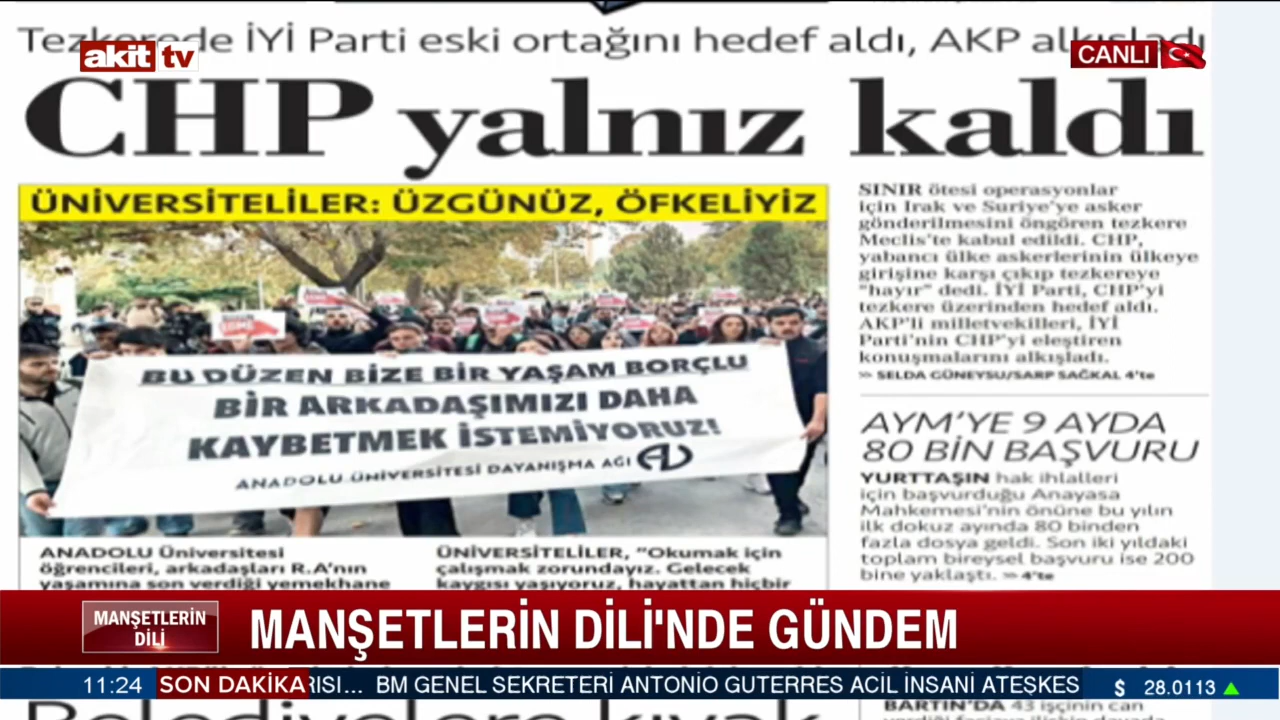 Tezkerede İYİ Parti eski ortağını hedef aldı, AKP alkışladı
akit tv
CANLI
CHP yalnız kaldı
ÜNİVERSİTELİLER: ÜZGÜNÜZ, ÖFKELİYİZ
BU DÜZEN BİZE BİR YAŞAM BORÇLU
BİR ARKADAŞIMIZI DAHA
KAYBETMEK İSTEMİYORUZ!
ANADOLU ÜNİVERSİTESİ DAYANIŞMA AĞI
ANADOLU Üniversitesi
öğrencileri, arkadaşları R.A’nın
yaşamına son verdiği yemekhane
ÜNİVERSİTELİLER, “Okumak için
çalışmak zorundayız. Gelecek
kaygısı yaşıyoruz, hayattan hiçbir
SINIR ötesi operasyonlar
için Irak ve Suriye’ye asker
gönderilmesini öngören tezkere
Meclis’te kabul edildi. CHP,
yabancı ülke askerlerinin ülkeye
girişine karşı çıkıp tezkereye
"hayır" dedi. İYİ Parti, CHP’yi
tezkere üzerinden hedef aldı.
AKP’li milletvekilleri, İYİ
Parti’nin CHP’yi eleştiren
konuşmalarını alkışladı.
» SELDA GÜNEYSU/SARP SAĞKAL 4’te
AYM’YE 9 AYDA
80 BİN BAŞVURU
YURTTAŞIN hak ihlalleri
için başvurduğu Anayasa
Mahkemesi’nin önüne bu yılın
ilk dokuz ayında 80 binden
fazla dosya geldi. Son iki yıldaki
toplam bireysel başvuru ise 200
bine yaklaştı. » 4’te
MANŞETLERİN
DİLİ
MANŞETLERİN DİLİ'NDE GÜNDEM
11:24 SON DAKİKA RISI... BM GENEL SEKRETERİ ANTONİO GUTERRES ACİL İNSANİ ATEŞKES $ 28.0113
BARTIN’DA 43 işçinin can